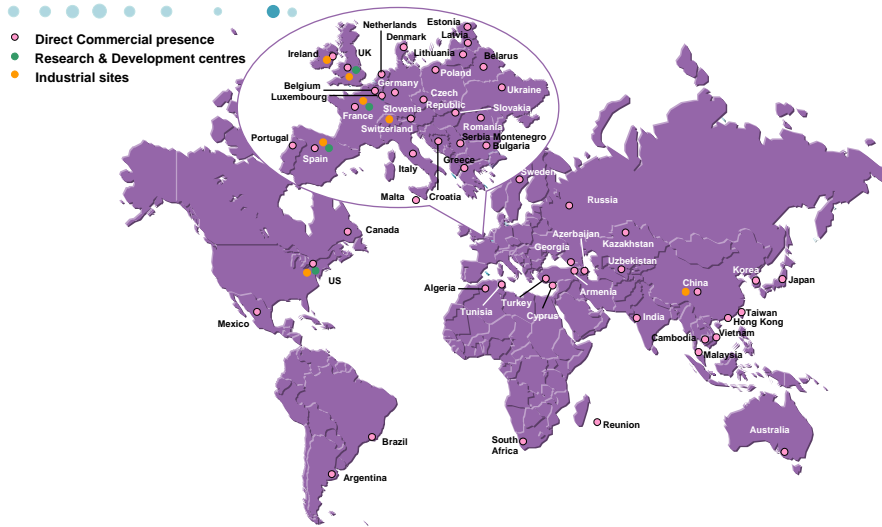 Direct Commercial presence
Research & Development centres
Industrial sites
Netherlands
Denmark
Estonia
Latvia
Lithuania
Belarus
Ireland
UK
Poland
Belgium
Luxembourg
Germany
Ukraine
Czech
Republic
Slovakia
France
Slovenia
Switzerland
Romania
Serbia Montenegro
Bulgaria
Portugal
Spain
Italy
Greece
Malta
Croatia
Sweden
Russia
Canada
Azerbaijan
Georgia
Kazakhstan
Uzbekistan
Korea
Japan
US
Algeria
Tunisia
Turkey
Cyprus
Armenia
China
India
Taiwan
Hong Kong
Mexico
Cambodia
Vietnam
Malaysia
Reunion
Australia
Brazil
South
Africa
Argentina